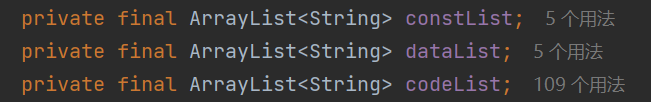 private final ArrayList<String> constList; 5 个用法
private final ArrayList<String> dataList; 5 个用法
private final ArrayList<String> codeList; 109 个用法